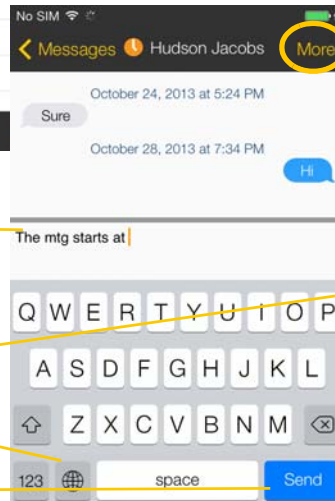 No SIM
Messages Hudson Jacobs More
October 24, 2013 at 5:24 PM
Sure
October 28, 2013 at 7:34 PM
Hi
The mtg starts at
Q W E R T Y U I O P
A S D F G H J K L
Z X C V B N M
123 space Send